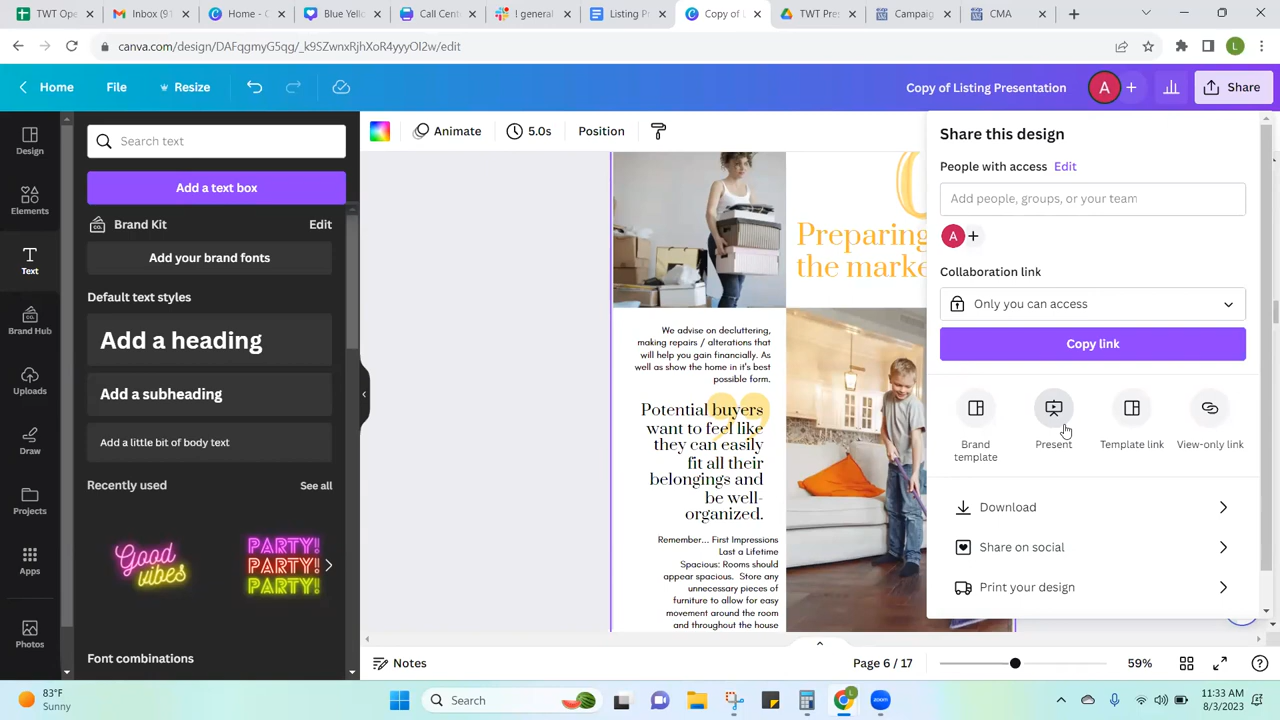 TWT Pre
Inbox (91
Home - C
Blue Yello
Call Cent
! general
Listing Pr
Copy of L
TWT Pres
Campaig
CMA
canva.com/design/DAFqgmyG5qg/_k9SZwnxRjhXoR4yyyOI2w/edit
L
Home
File
Resize
Copy of Listing Presentation
A
Share
Design
Elements
Text
Brand Hub
Uploads
Draw
Projects
Apps
Photos
Search text
Add a text box
Brand Kit
Edit
Add your brand fonts
Default text styles
Add a heading
Add a subheading
Add a little bit of body text
Recently used
See all
Good
vibes
PARTY!
PARTY!
PARTY!
Font combinations
Animate
5.0s
Position
Preparing
the marke
We advise on decluttering,
making repairs / alterations that
will help you gain financially. As
well as show the home in it's best
possible form.
Potential buyers
want to feel like
they can easily
fit all their
belongings and
be well-
organized.
Remember... First Impressions
Last a Lifetime
Spacious: Rooms should
appear spacious. Store any
unnecessary pieces of
furniture to allow for easy
movement around the room
and throughout the house
Share this design
People with access Edit
Add people, groups, or your team
A
Collaboration link
Only you can access
Copy link
Brand
template
Present
Template link
View-only link
Download
Share on social
Print your design
Notes
Page 6 / 17
59%
83°F
Sunny
Search
L
zoom
11:33 AM
8/3/2023